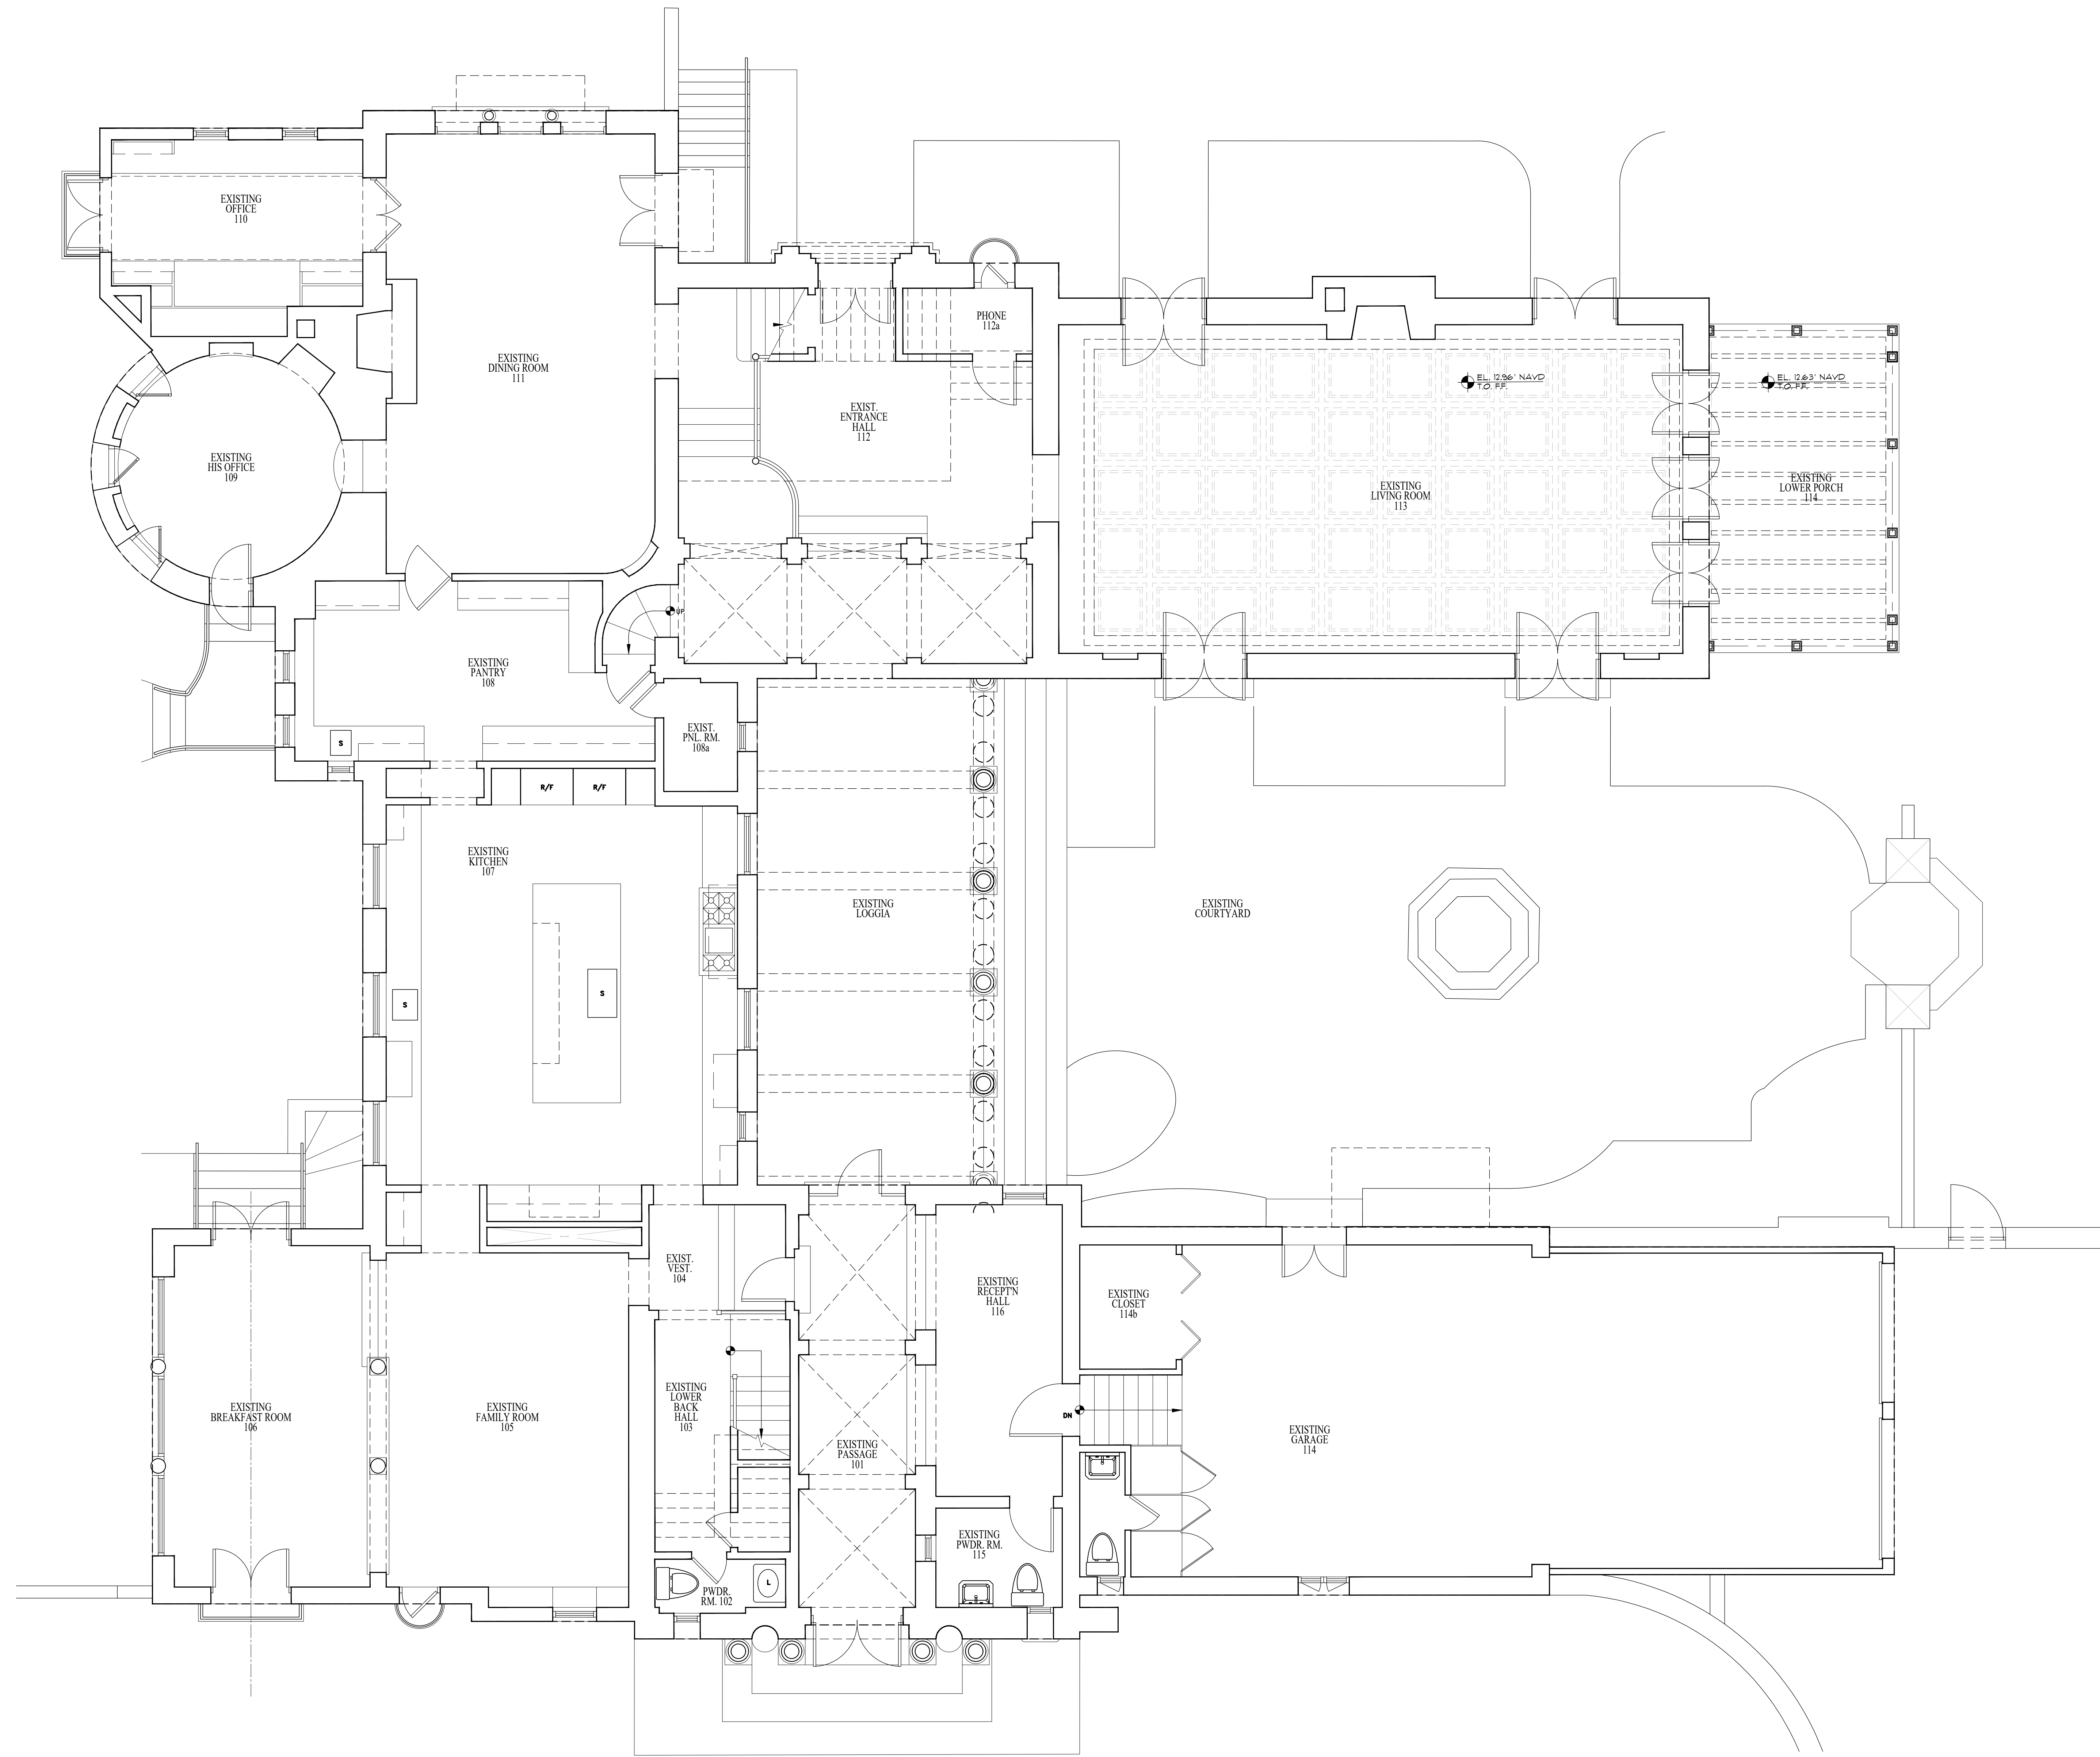 EXISTING
OFFICE
110
EXISTING
DINING ROOM
111
PHONE
112a
EL. 12.96' NAVD
T.O. FF.
EL. 12.63' NAVD
T.O. FF.
EXIST.
ENTRANCE
HALL
112
EXISTING
HIS OFFICE
109
EXISTING
LIVING ROOM
113
EXISTING
LOWER PORCH
114
UP
EXISTING
PANTRY
108
EXIST.
PNL. RM.
108a
S
R/F
R/F
EXISTING
KITCHEN
107
EXISTING
LOGGIA
EXISTING
COURTYARD
S
S
EXIST.
VEST.
104
EXISTING
RECEPT'N
HALL
116
EXISTING
CLOSET
114b
EXISTING
BREAKFAST ROOM
106
EXISTING
FAMILY ROOM
105
EXISTING
LOWER
BACK
HALL
103
DN
EXISTING
PASSAGE
101
EXISTING
GARAGE
114
EXISTING
PWDR. RM.
115
PWDR.
RM. 102
L